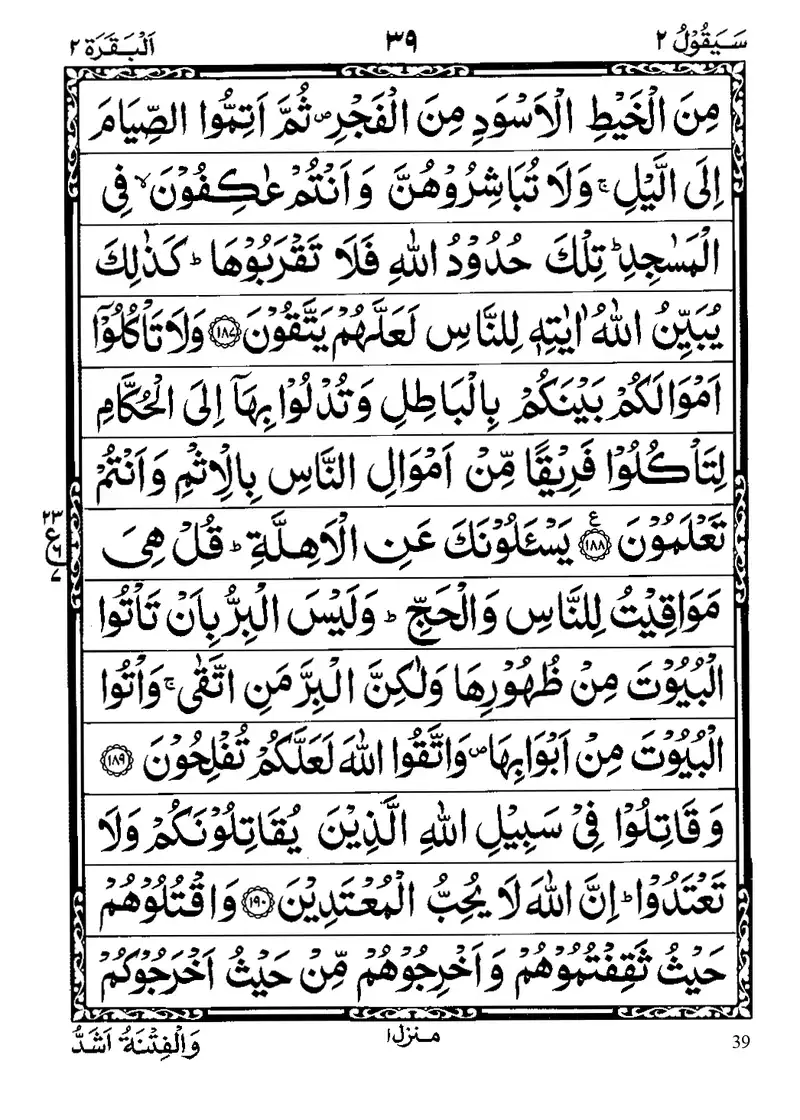 سَيَقُوْلُ ٢
٣٩
اَلْبَقَرَة ٢
مِنَ الْخَيْطِ الْاَسْوَدِ مِنَ الْفَجْرِ ۪ ثُمَّ اَتِمُّوا الصِّيَامَ
اِلَى الَّيْلِ ۚ وَلَا تُبَاشِرُوْهُنَّ وَاَنْتُمْ عٰكِفُوْنَ ۙ فِي
الْمَسٰجِدِ ؕ تِلْكَ حُدُوْدُ اللّٰهِ فَلَا تَقْرَبُوْهَا ؕ كَذٰلِكَ
يُبَيِّنُ اللّٰهُ اٰيٰتِهٖ لِلنَّاسِ لَعَلَّهُمْ يَتَّقُوْنَ ﴿١٨٧﴾ وَلَا تَاْكُلُوْٓا
اَمْوَالَكُمْ بَيْنَكُمْ بِالْبَاطِلِ وَتُدْلُوْا بِهَاۤ اِلَى الْحُكَّامِ
لِتَاْكُلُوْا فَرِيْقًا مِّنْ اَمْوَالِ النَّاسِ بِالْاِثْمِ وَاَنْتُمْ
تَعْلَمُوْنَ ﴿١٨٨﴾ ع يَسْـَٔلُوْنَكَ عَنِ الْاَهِلَّةِ ؕ قُلْ هِيَ
٢٣
ع
٦
٧
مَوَاقِيْتُ لِلنَّاسِ وَالْحَجِّ ؕ وَلَيْسَ الْبِرُّ بِاَنْ تَاْتُوا
الْبُيُوْتَ مِنْ ظُهُوْرِهَا وَلٰكِنَّ الْبِرَّ مَنِ اتَّقٰى ۚ وَاْتُوا
الْبُيُوْتَ مِنْ اَبْوَابِهَا ۪ وَاتَّقُوا اللّٰهَ لَعَلَّكُمْ تُفْلِحُوْنَ ﴿١٨٩﴾
وَقَاتِلُوْا فِيْ سَبِيْلِ اللّٰهِ الَّذِيْنَ يُقَاتِلُوْنَكُمْ وَلَا
تَعْتَدُوْا ؕ اِنَّ اللّٰهَ لَا يُحِبُّ الْمُعْتَدِيْنَ ﴿١٩٠﴾ وَاقْتُلُوْهُمْ
حَيْثُ ثَقِفْتُمُوْهُمْ وَاَخْرِجُوْهُمْ مِّنْ حَيْثُ اَخْرَجُوْكُمْ
وَالْفِتْنَةُ اَشَدُّ
منزل ١
39